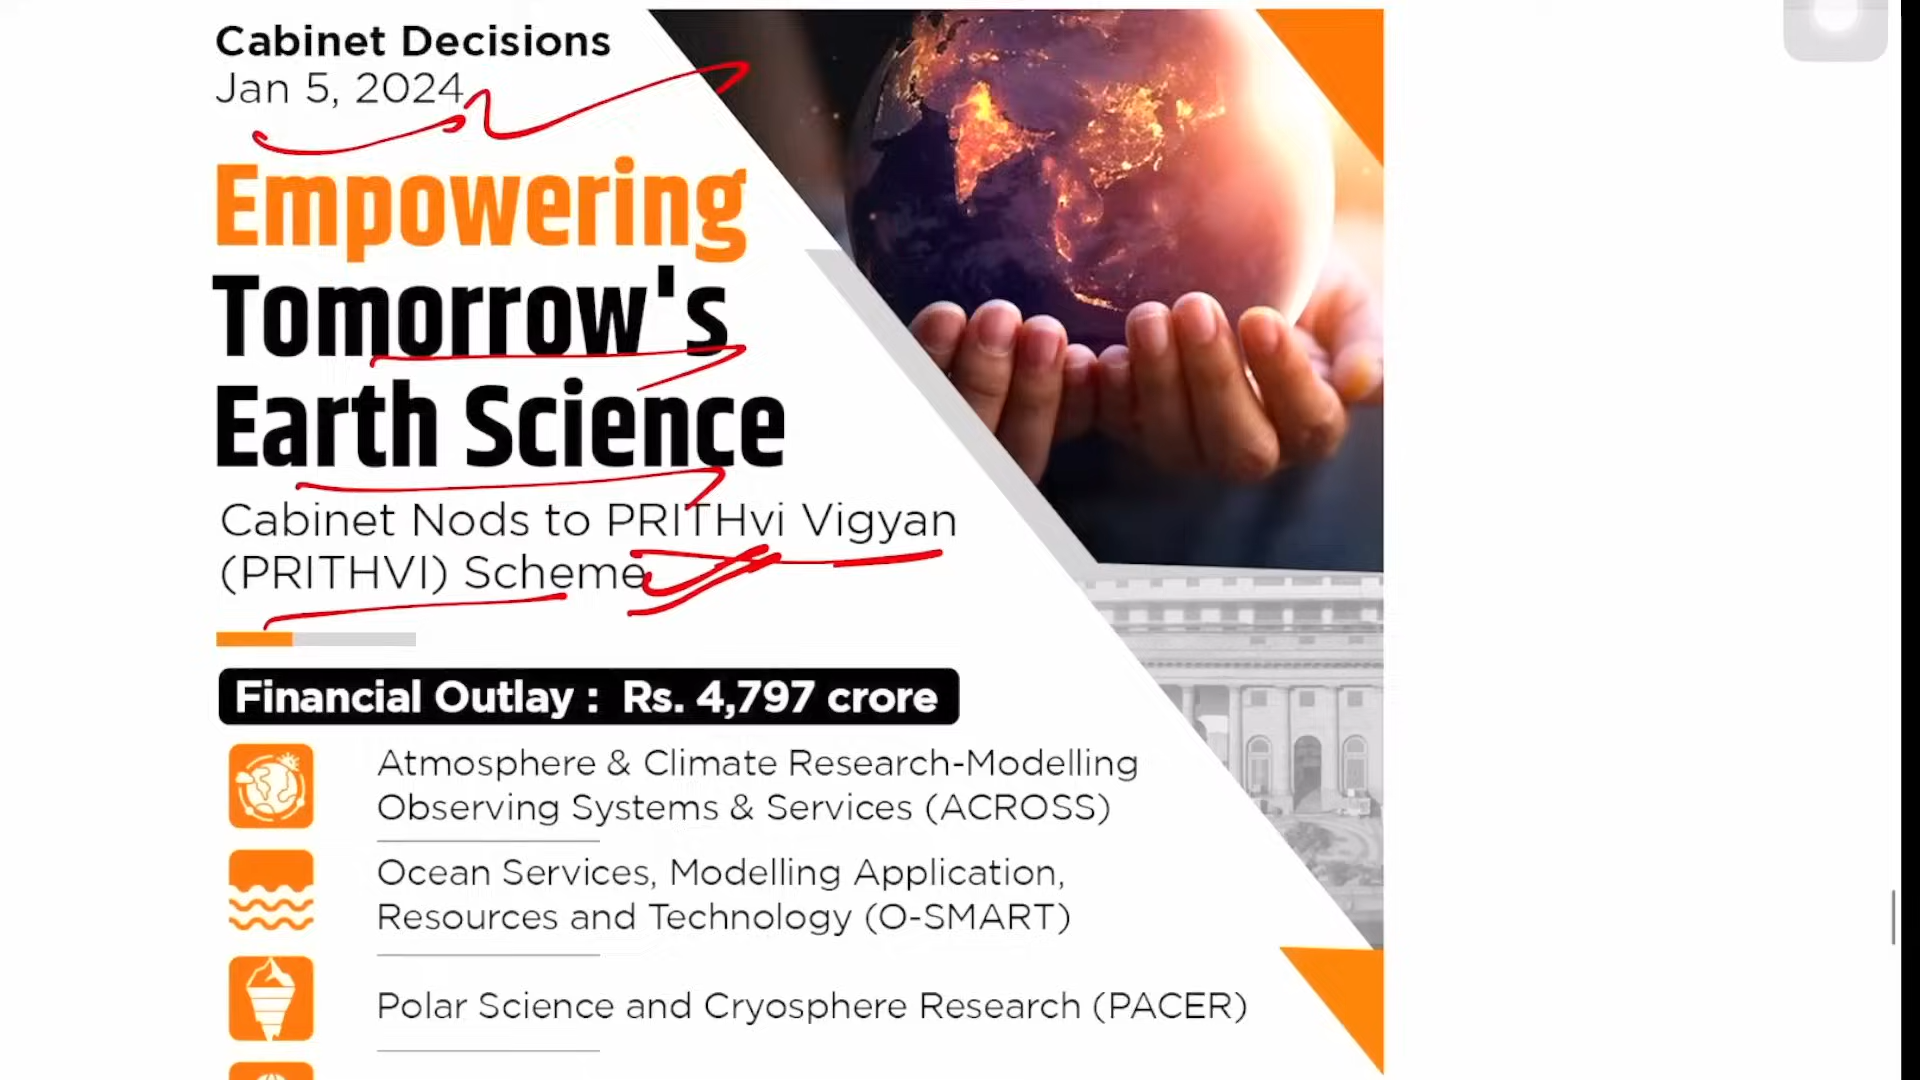 Cabinet Decisions
Jan 5, 2024
Empowering
Tomorrow's
Earth Science
Cabinet Nods to PRITHvi Vigyan
(PRITHVI) Scheme
Financial Outlay : Rs. 4,797 crore
Atmosphere & Climate Research-Modelling
Observing Systems & Services (ACROSS)
Ocean Services, Modelling Application,
Resources and Technology (O-SMART)
Polar Science and Cryosphere Research (PACER)